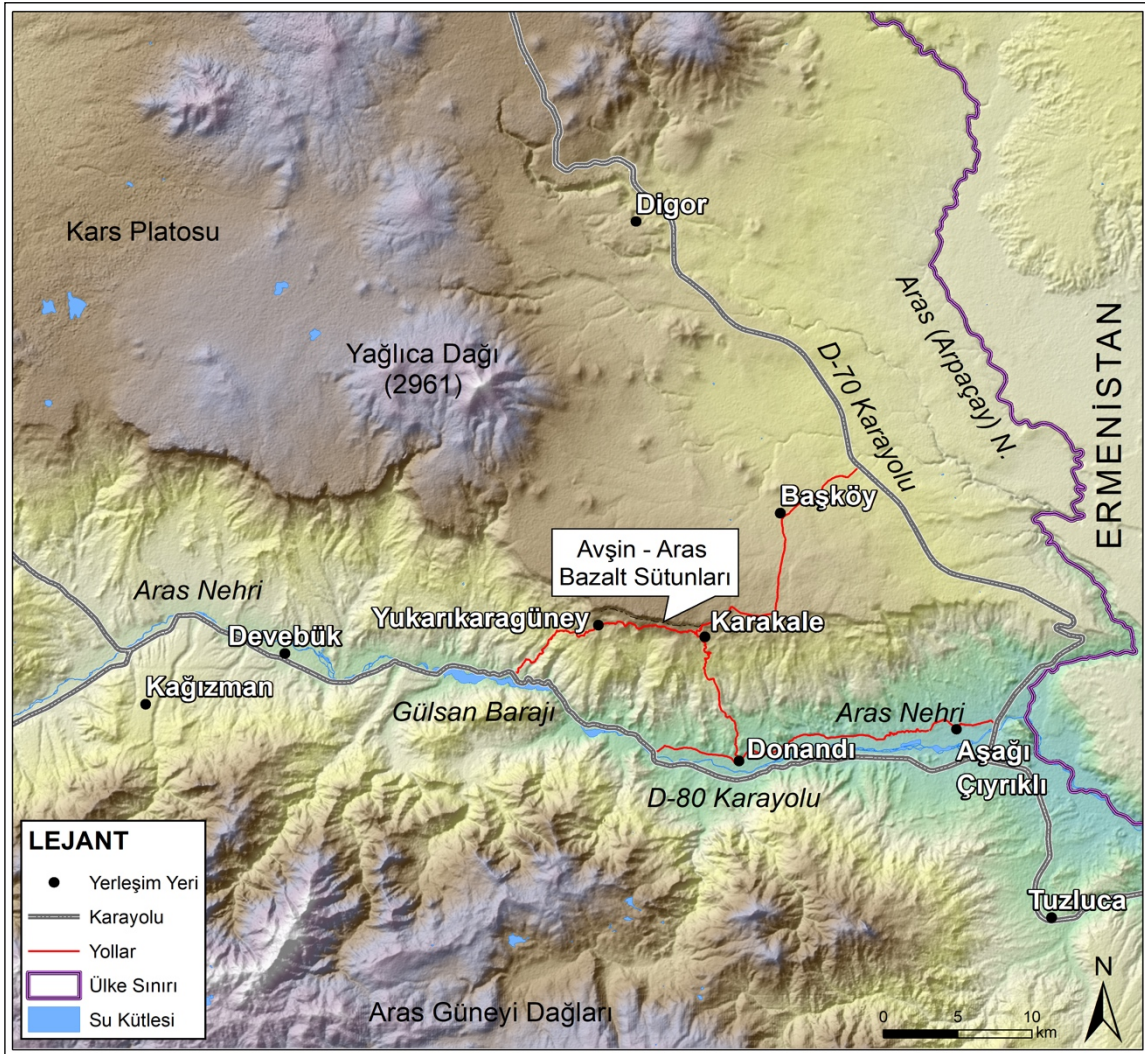 Digor
Kars Platosu
Aras (Arpaçay) N.
ERMENİSTAN
Yağlıca Dağı
(2961)
D-70 Karayolu
Başköy
Avşin - Aras
Bazalt Sütunları
Aras Nehri
Yukarıkaragüney
Karakale
Devebük
Kağızman
Gülsan Barajı
Aras Nehri
Donandı
Aşağı
Çıyrıklı
D-80 Karayolu
LEJANT
Yerleşim Yeri
Karayolu
Yollar
Ülke Sınırı
Su Kütlesi
Tuzluca
Aras Güneyi Dağları
N
0 5 10
km